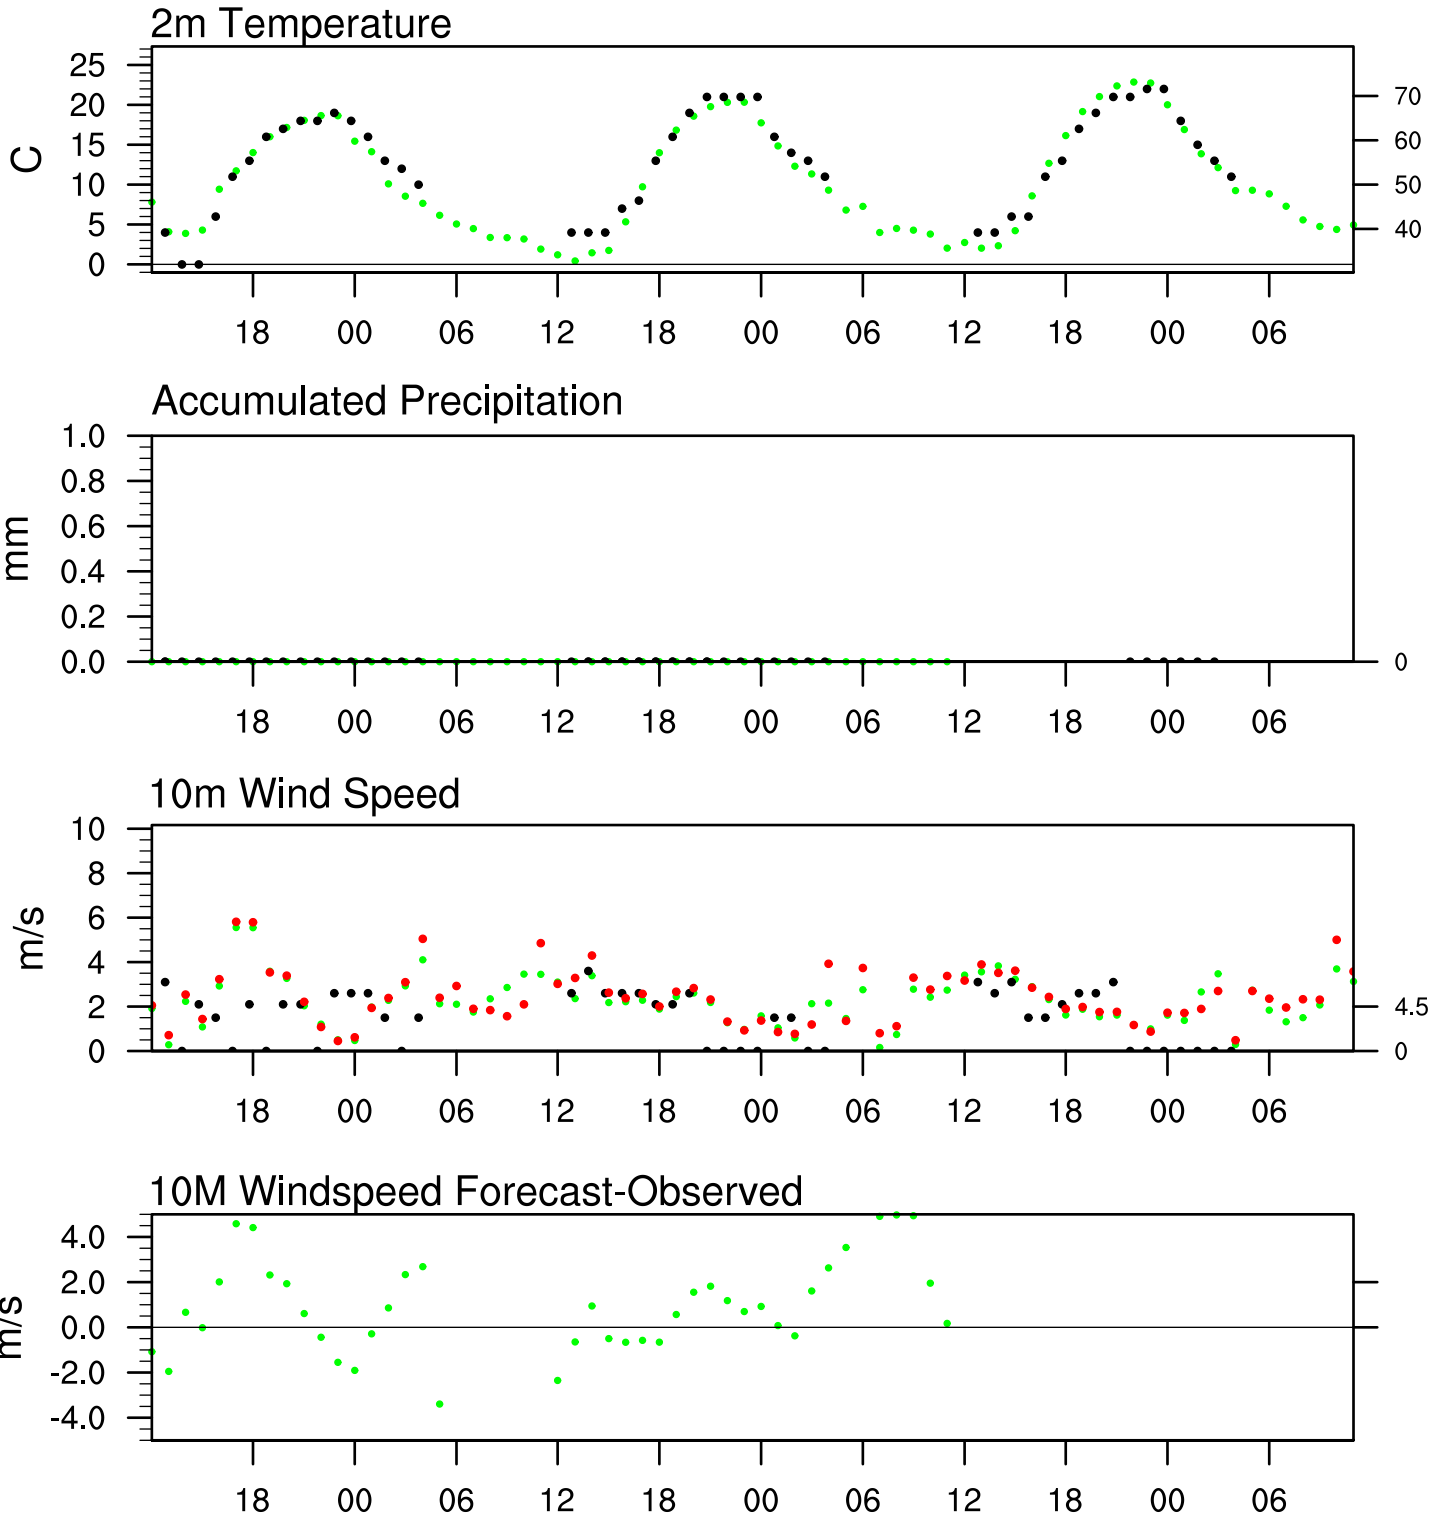 2m Temperature
25
20
15
10
5
0
C
70
60
50
40
18 00 06 12 18 00 06 12 18 00 06
Accumulated Precipitation
1.0
0.8
0.6
0.4
0.2
0.0
mm
0
18 00 06 12 18 00 06 12 18 00 06
10m Wind Speed
10
8
6
4
2
0
m/s
4.5
0
18 00 06 12 18 00 06 12 18 00 06
10M Windspeed Forecast-Observed
4.0
2.0
0.0
-2.0
-4.0
m/s
18 00 06 12 18 00 06 12 18 00 06